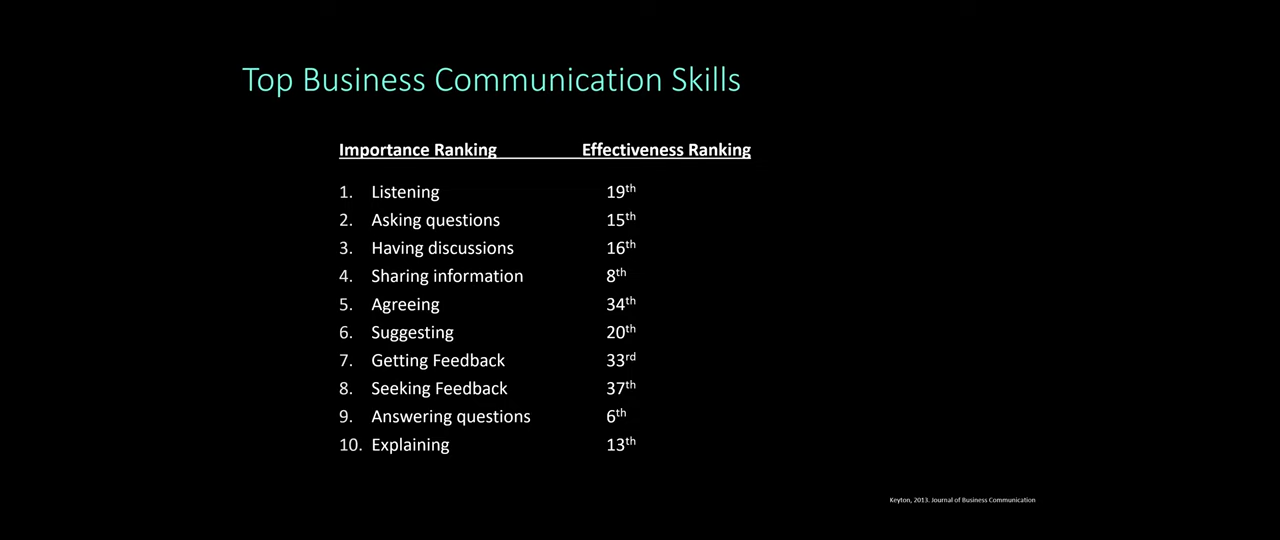 Top Business Communication Skills
Importance Ranking Effectiveness Ranking
1. Listening 19th
2. Asking questions 15th
3. Having discussions 16th
4. Sharing information 8th
5. Agreeing 34th
6. Suggesting 20th
7. Getting Feedback 33rd
8. Seeking Feedback 37th
9. Answering questions 6th
10. Explaining 13th
Keyton, 2013. Journal of Business Communication